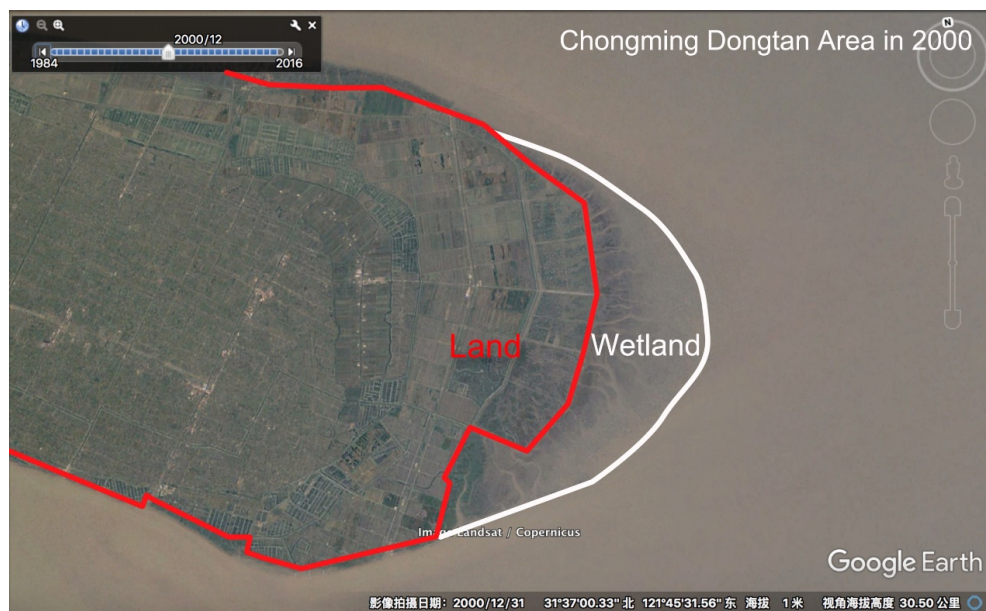 2000/12
1984 2016
Chongming Dongtan Area in 2000
N
Land
Wetland
Image Landsat / Copernicus
Google Earth
影像拍摄日期: 2000/12/31 31°37'00.33" 北 121°45'31.56" 东 海拔 1 米 视角海拔高度 30.50 公里